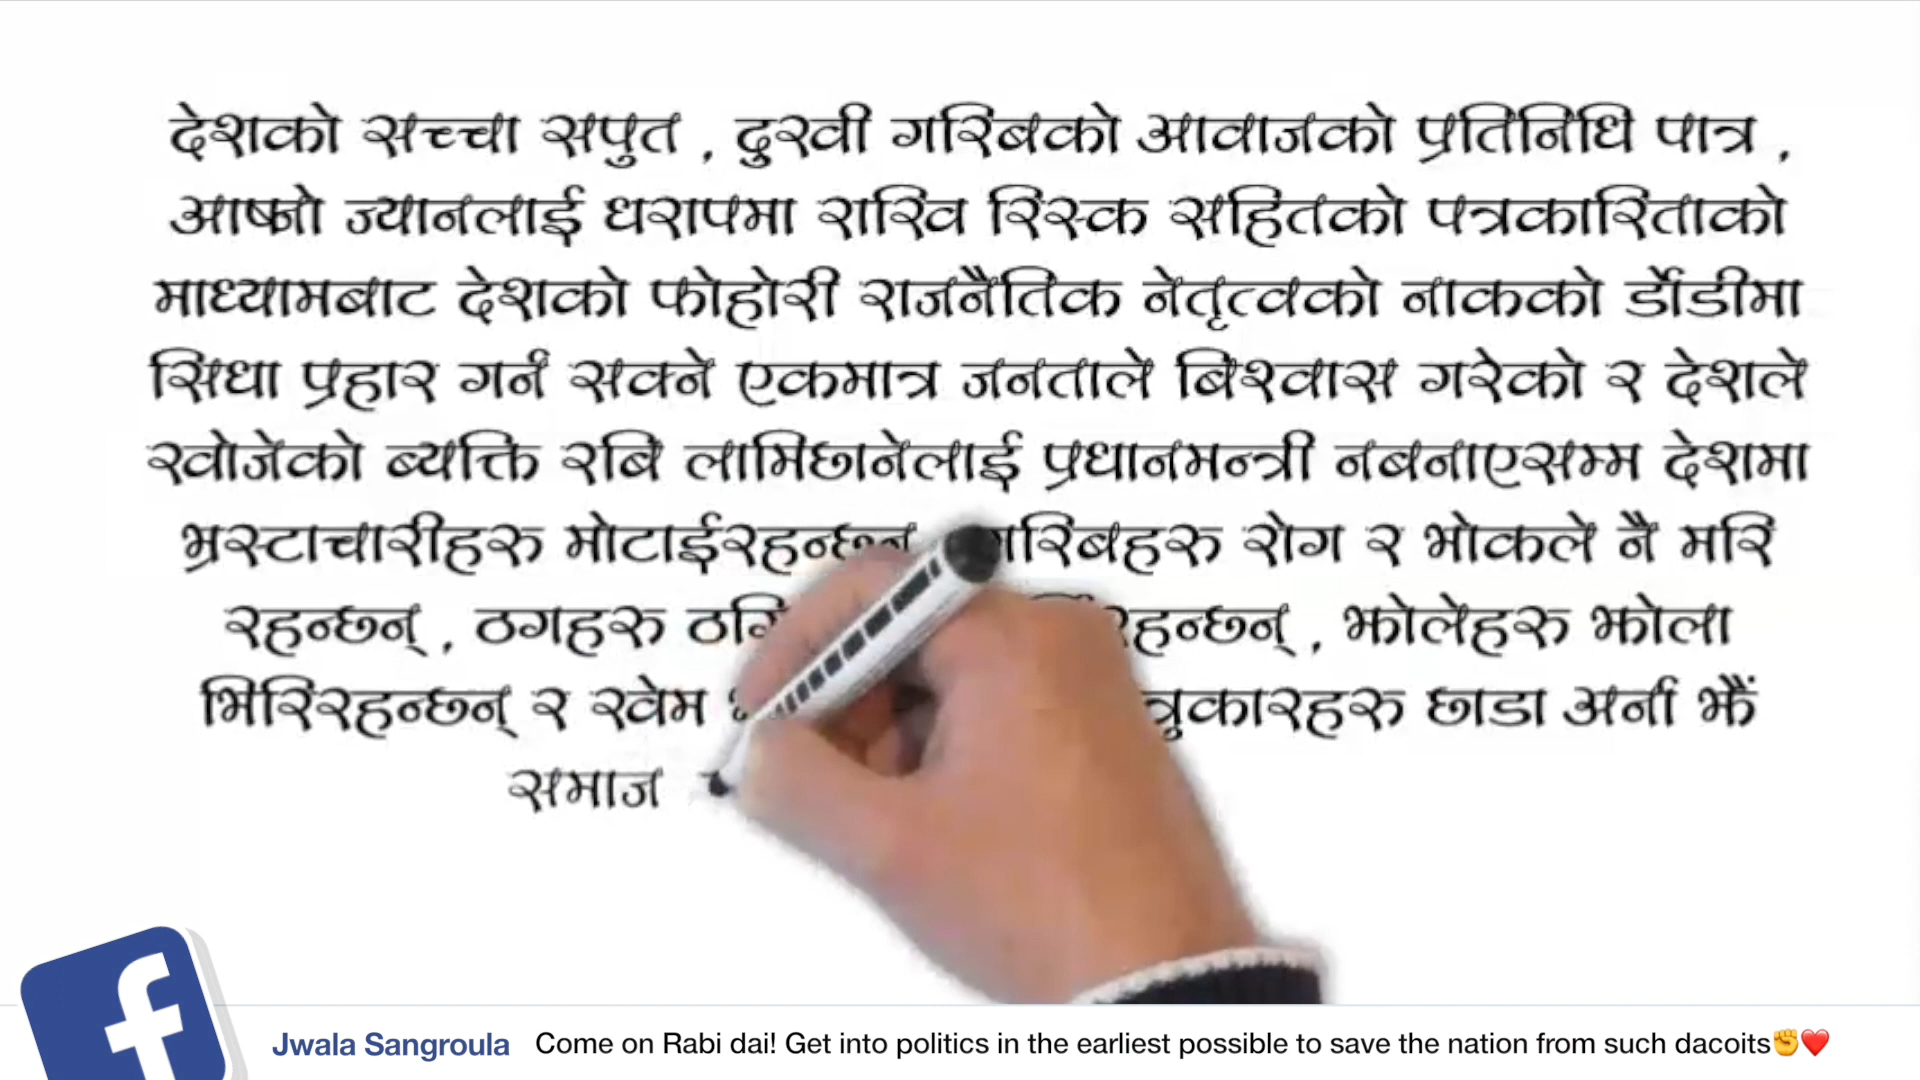 देशको सच्चा सपुत , दुखी गरिबको आवाजको प्रतिनिधि पात्र ,
आफ्नो ज्यानलाई धरापमा राखि रिस्क सहितको पत्रकारिताको
माध्यामबाट देशको फोहोरी राजनैतिक नेतृत्वको नाकको डाँडीमा
सिधा प्रहार गर्न सक्ने एकमात्र जनताले बिश्वास गरेको र देशले
खोजेको ब्यक्ति रबि लामिछानेलाई प्रधानमन्त्री नबनाएसम्म देशमा
भ्रस्टाचारीहरु मोटाईरहन्छन् गरिबहरु रोग र भोकले नै मरि
रहन्छन् , ठगहरु रहन्छन् , झोलेहरु झोला
भिरिरहन्छन् र खेम छाडा अर्ना झैं
समाज
Jwala Sangroula Come on Rabi dai! Get into politics in the earliest possible to save the nation from such dacoits✊❤️